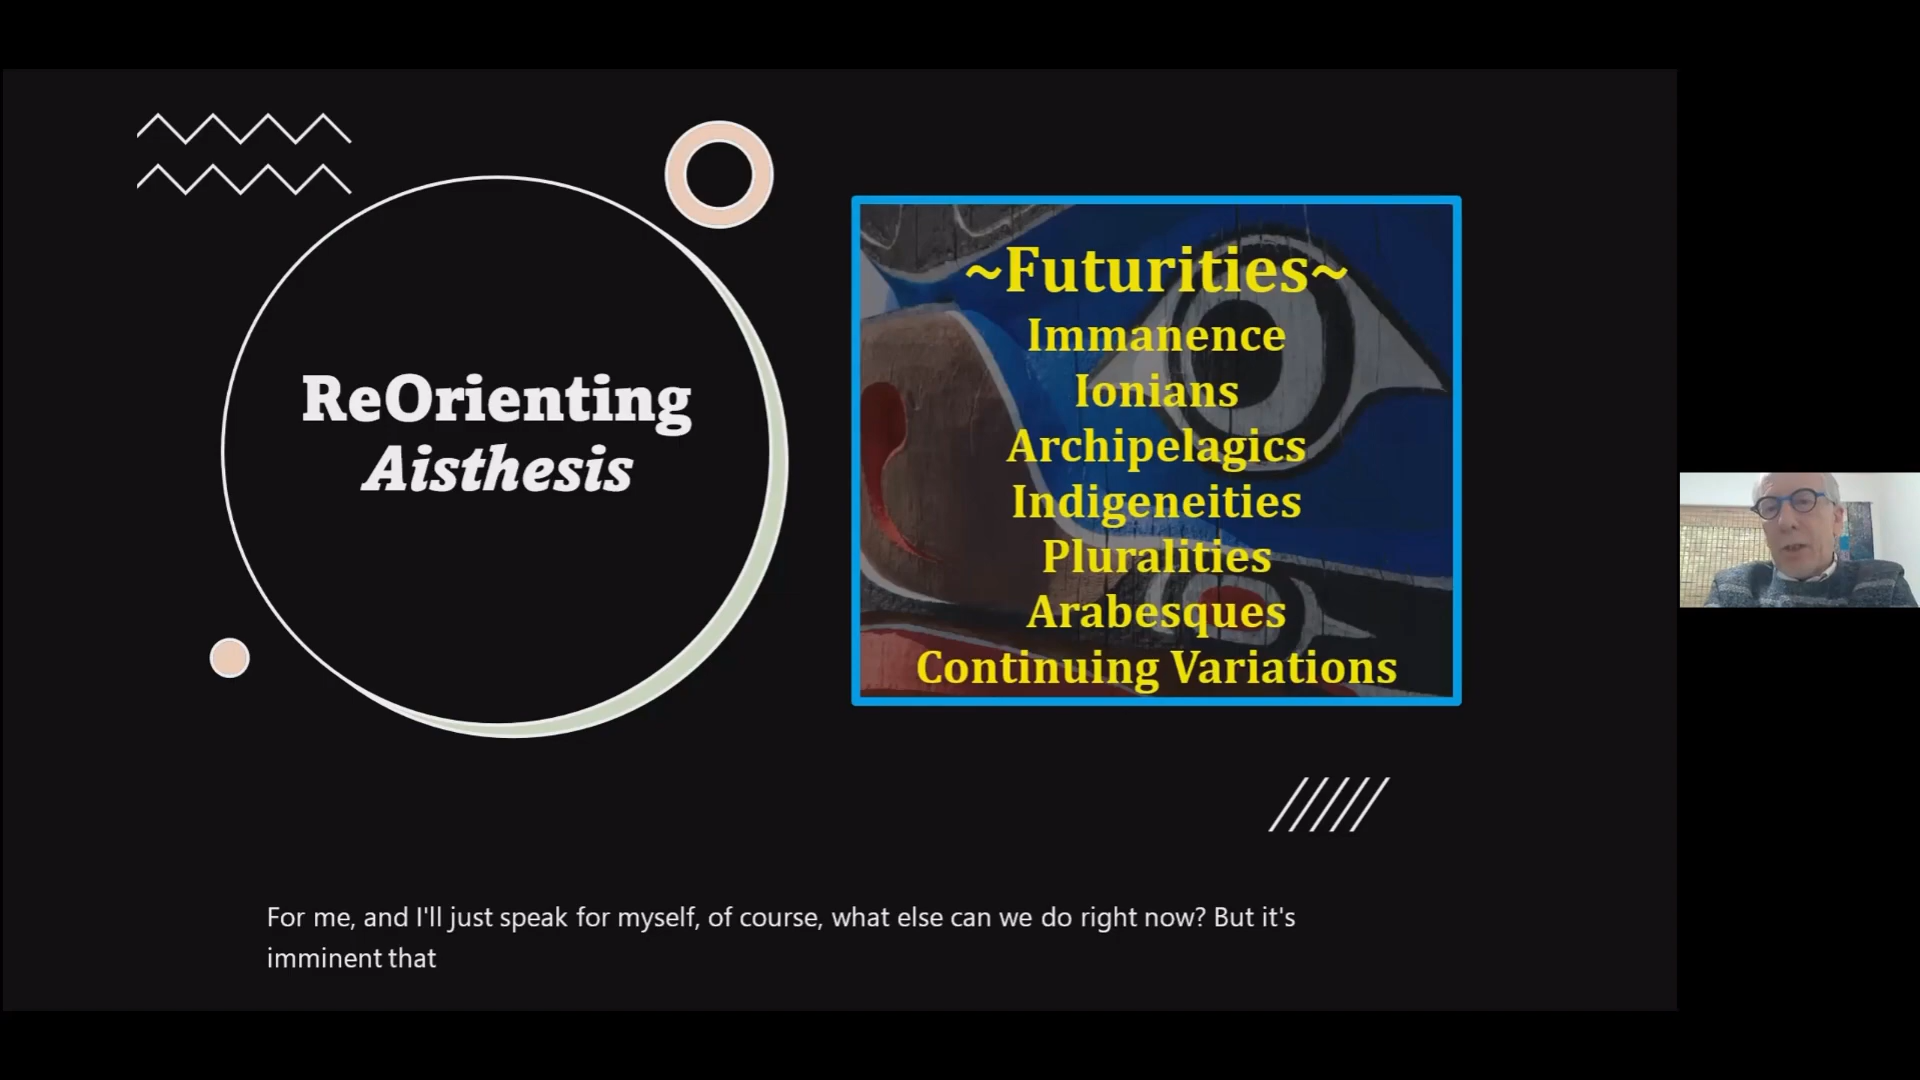 ReOrienting
Aisthesis
~Futurities~
Immanence
Ionians
Archipelagics
Indigeneities
Pluralities
Arabesques
Continuing Variations
For me, and I'll just speak for myself, of course, what else can we do right now? But it's
imminent that